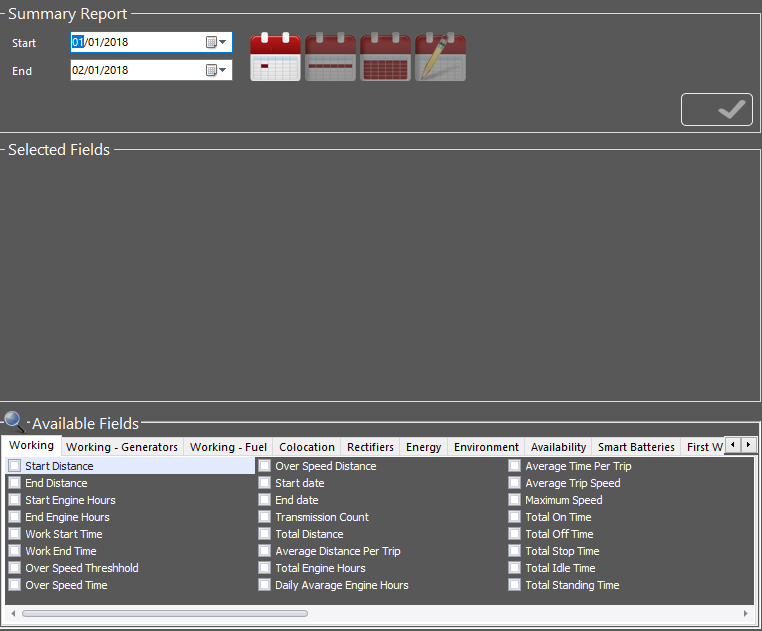 Summary Report
Start 01/01/2018
End 02/01/2018
Selected Fields
Available Fields
Working Working - Generators Working - Fuel Colocation Rectifiers Energy Environment Availability Smart Batteries First W
Start Distance Over Speed Distance Average Time Per Trip
End Distance Start date Average Trip Speed
Start Engine Hours End date Maximum Speed
End Engine Hours Transmission Count Total On Time
Work Start Time Total Distance Total Off Time
Work End Time Average Distance Per Trip Total Stop Time
Over Speed Threshhold Total Engine Hours Total Idle Time
Over Speed Time Daily Avarage Engine Hours Total Standing Time